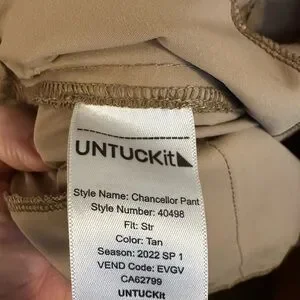 UNTUCKit
Style Name: Chancellor Pant
Style Number: 40498
Fit: Str
Color: Tan
Season: 2022 SP 1
VEND Code: EVGV
CA62799
UNTUCKit